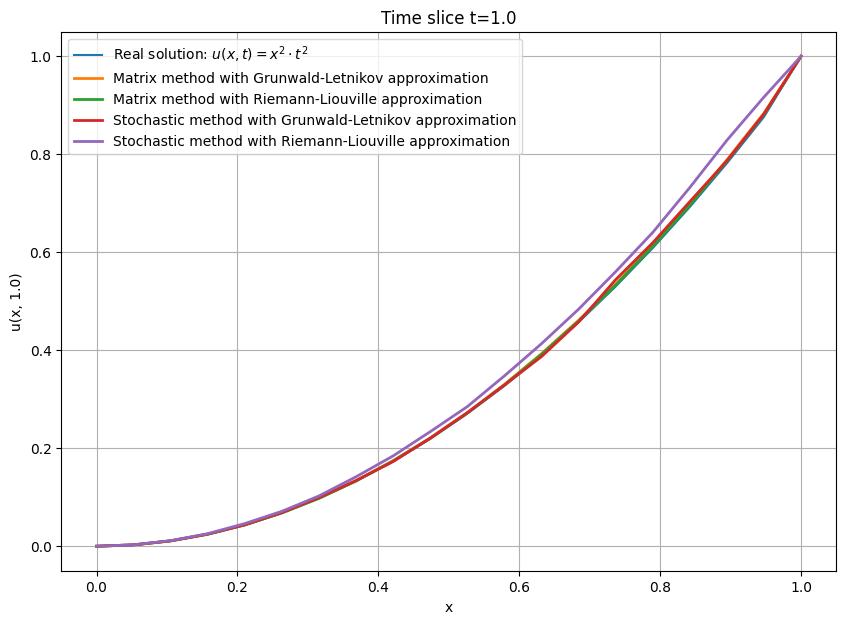 Time slice t=1.0
Real solution: u(x, t) = x² · t²
Matrix method with Grunwald-Letnikov approximation
Matrix method with Riemann-Liouville approximation
Stochastic method with Grunwald-Letnikov approximation
Stochastic method with Riemann-Liouville approximation
u(x, 1.0)
1.0
0.8
0.6
0.4
0.2
0.0
0.0 0.2 0.4 0.6 0.8 1.0
x